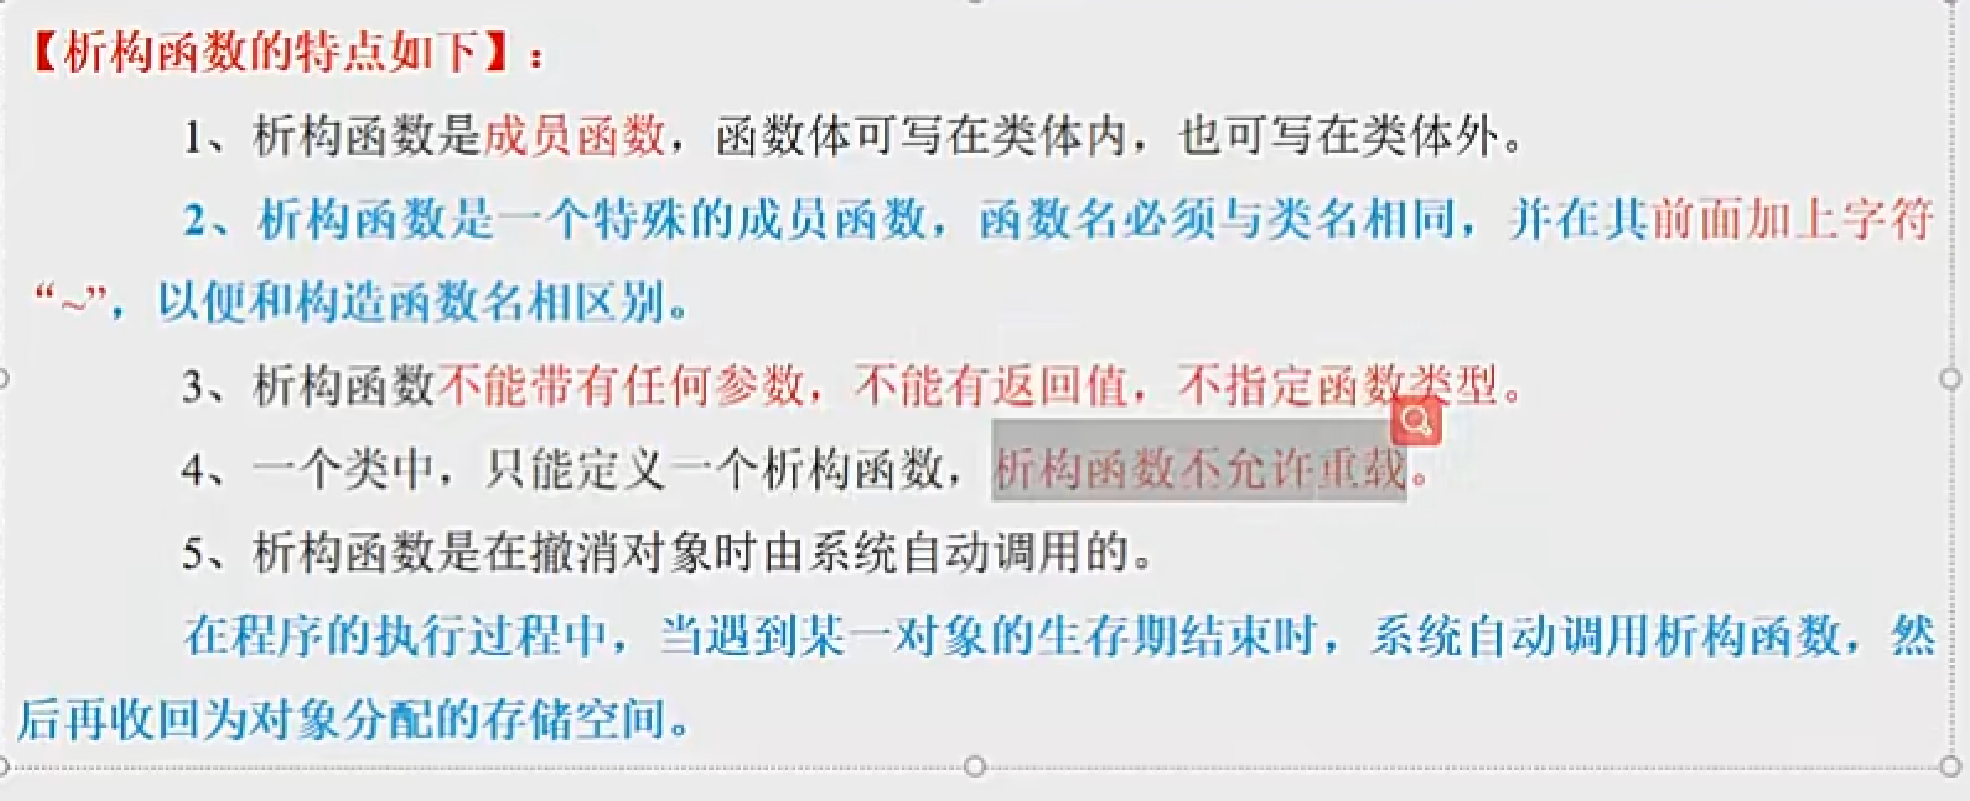 【析构函数的特点如下】：
1、析构函数是成员函数，函数体可写在类体内，也可写在类体外。
2、析构函数是一个特殊的成员函数，函数名必须与类名相同，并在其前面加上字符
“~”，以便和构造函数名相区别。
3、析构函数不能带有任何参数，不能有返回值，不指定函数类型。
4、一个类中，只能定义一个析构函数，析构函数不允许重载。
5、析构函数是在撤消对象时由系统自动调用的。
在程序的执行过程中，当遇到某一对象的生存期结束时，系统自动调用析构函数，然
后再收回为对象分配的存储空间。